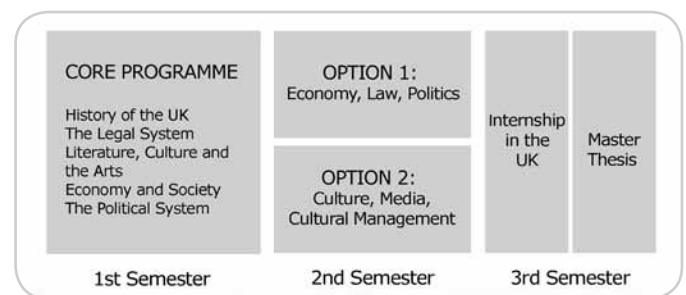 CORE PROGRAMME
History of the UK
The Legal System
Literature, Culture and
the Arts
Economy and Society
The Political System
OPTION 1:
Economy, Law, Politics
OPTION 2:
Culture, Media,
Cultural Management
Internship
in the
UK
Master
Thesis
1st Semester
2nd Semester
3rd Semester